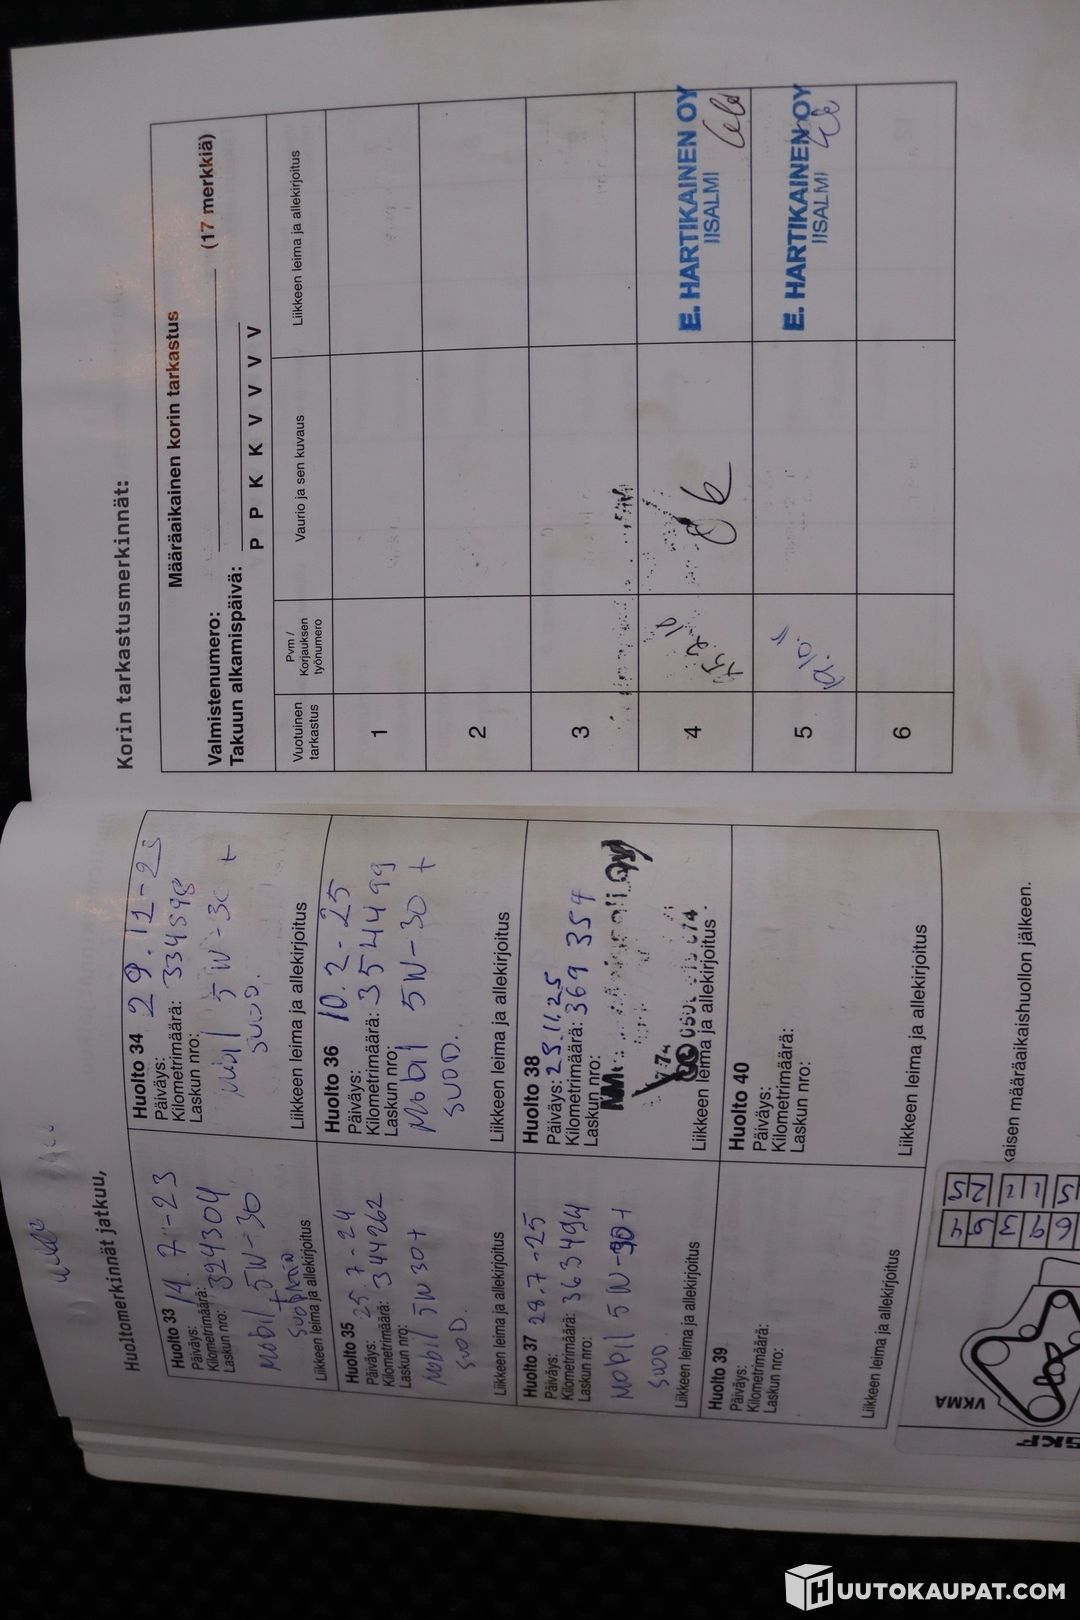 Huoltomerkinnät jatkuu,
Huolto 33
Päiväys: 14 7-23
Kilometrimäärä: 324304
Laskun nro:
Mobil 5W-30
Liikkeen leima ja allekirjoitus
Huolto 34
Päiväys: 29.12-23
Kilometrimäärä: 334598
Laskun nro:
5W-30 +
suod.
Liikkeen leima ja allekirjoitus
Huolto 35
Päiväys: 25.7-24
Kilometrimäärä: 344262
Laskun nro:
Mobil 5W30+
suod.
Liikkeen leima ja allekirjoitus
Huolto 36
Päiväys: 10.2-25
Kilometrimäärä: 354499
Laskun nro:
Mobil 5W-30 +
suod.
Liikkeen leima ja allekirjoitus
Huolto 37
Päiväys: 28.7-25
Kilometrimäärä: 363494
Laskun nro:
Mobil 5W-30+
suod
Liikkeen leima ja allekirjoitus
Huolto 38
Päiväys: 23.11.25
Kilometrimäärä: 369 354
Laskun nro:
Liikkeen leima ja allekirjoitus
Huolto 39
Päiväys:
Kilometrimäärä:
Laskun nro:
Liikkeen leima ja allekirjoitus
Huolto 40
Päiväys:
Kilometrimäärä:
Laskun nro:
Liikkeen leima ja allekirjoitus
määräaikaishuollon jälkeen.
SKF
VKMA
Korin tarkastusmerkinnät:
Määräaikainen korin tarkastus
Valmistenumero: (17 merkkiä)
Takuun alkamispäivä:
P P K K V V V V
Vuotuinen tarkastus
Pvm / Korjauksen työnumero
Vaurio ja sen kuvaus
Liikkeen leima ja allekirjoitus
1
2
3
4
Ok
E. HARTIKAINEN OY
IISALMI
5
E. HARTIKAINEN OY
IISALMI
6
HUUTOKAUPAT.COM